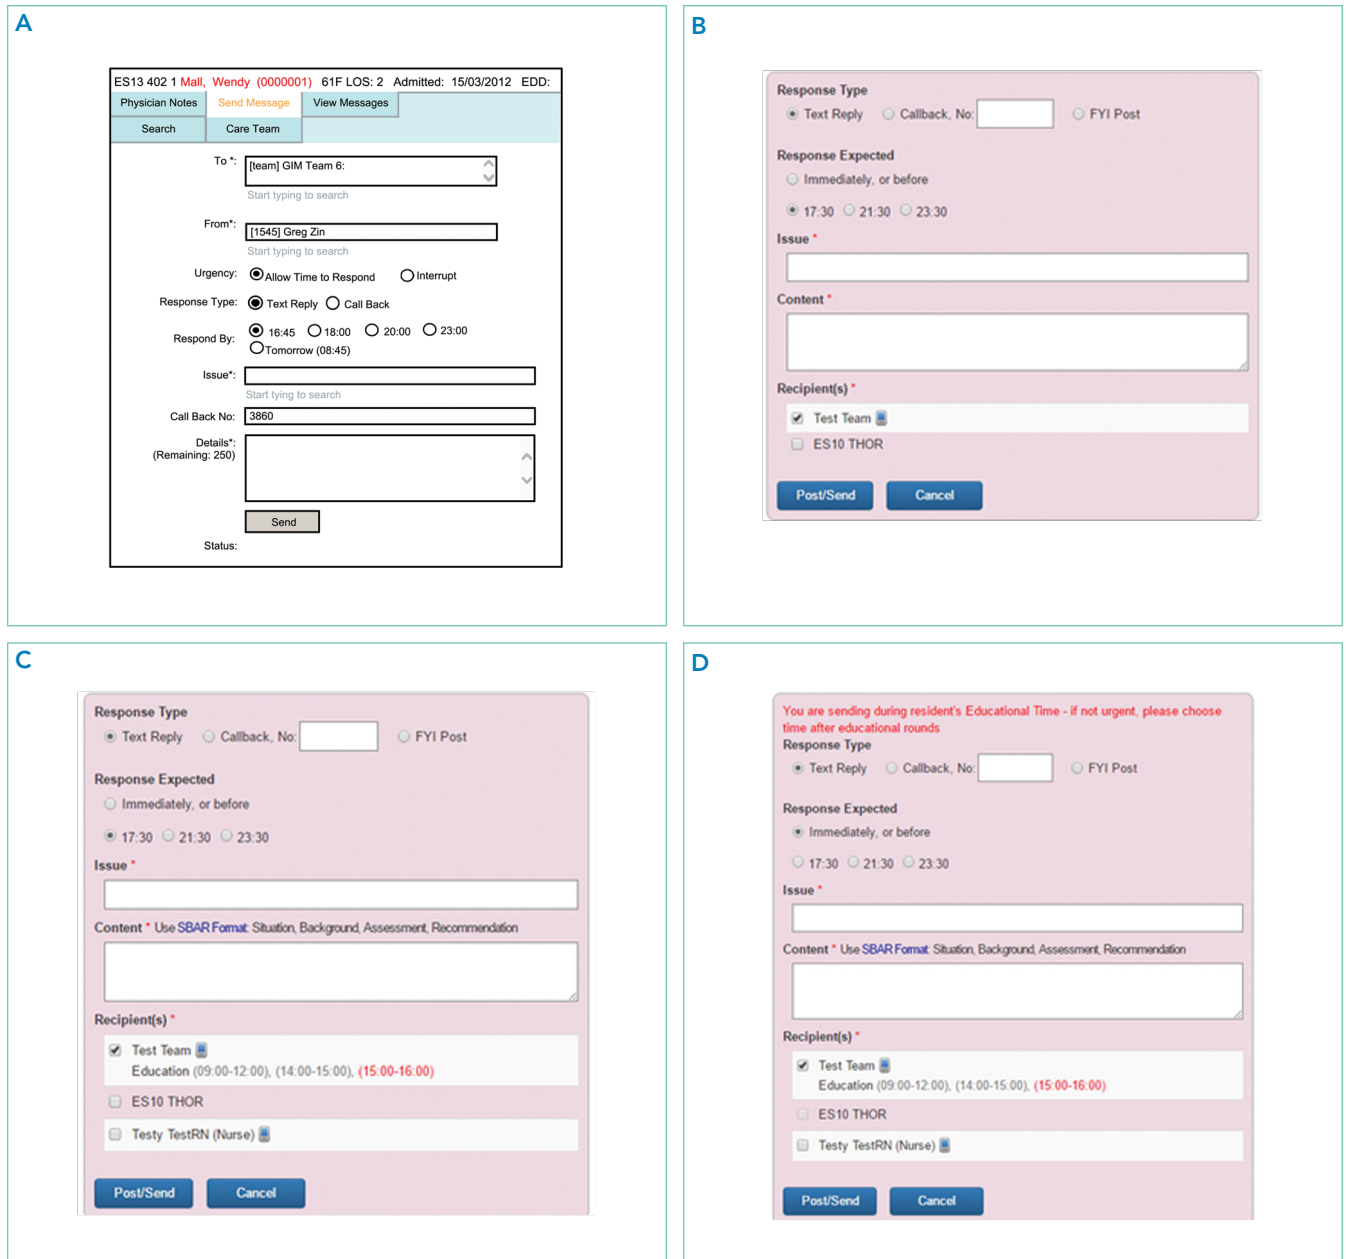 A
ES13 402 1 Mall, Wendy (0000001) 61F LOS: 2 Admitted: 15/03/2012 EDD:
Physician Notes Send Message View Messages
Search Care Team
To *: [team] GIM Team 6:
Start typing to search
From*: [1545] Greg Zin
Start typing to search
Urgency: Allow Time to Respond Interrupt
Response Type: Text Reply Call Back
Respond By: 16:45 18:00 20:00 23:00
Tomorrow (08:45)
Issue*:
Start tying to search
Call Back No: 3860
Details*:
(Remaining: 250)
Send
Status:
B
Response Type
Text Reply Callback, No: FYI Post
Response Expected
Immediately, or before
17:30 21:30 23:30
Issue *
Content *
Recipient(s) *
Test Team
ES10 THOR
Post/Send Cancel
C
Response Type
Text Reply Callback, No: FYI Post
Response Expected
Immediately, or before
17:30 21:30 23:30
Issue *
Content * Use SBAR Format: Situation, Background, Assessment, Recommendation
Recipient(s) *
Test Team
Education (09:00-12:00), (14:00-15:00), (15:00-16:00)
ES10 THOR
Testy TestRN (Nurse)
Post/Send Cancel
D
You are sending during resident's Educational Time - if not urgent, please choose
time after educational rounds
Response Type
Text Reply Callback, No: FYI Post
Response Expected
Immediately, or before
17:30 21:30 23:30
Issue *
Content * Use SBAR Format: Situation, Background, Assessment, Recommendation
Recipient(s) *
Test Team
Education (09:00-12:00), (14:00-15:00), (15:00-16:00)
ES10 THOR
Testy TestRN (Nurse)
Post/Send Cancel